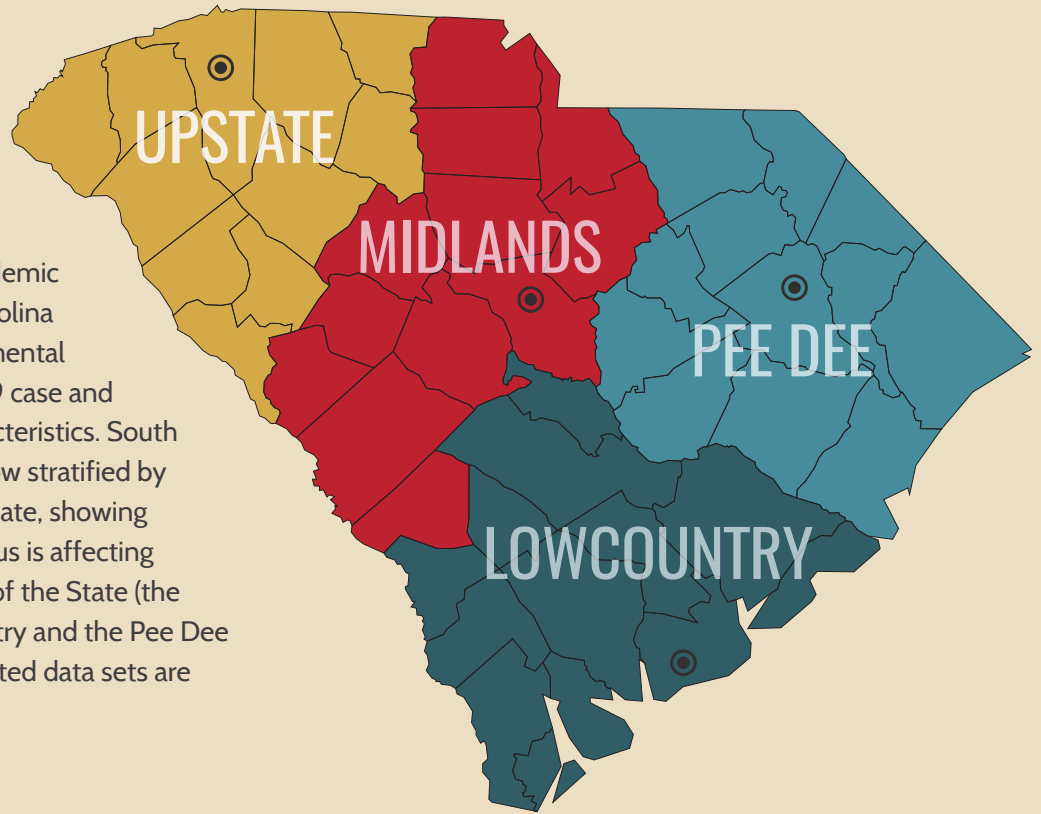 UPSTATE
MIDLANDS
PEE DEE
LOWCOUNTRY
case and
South
stratified by
showing
is affecting
of the State (the
and the Pee Dee
data sets are